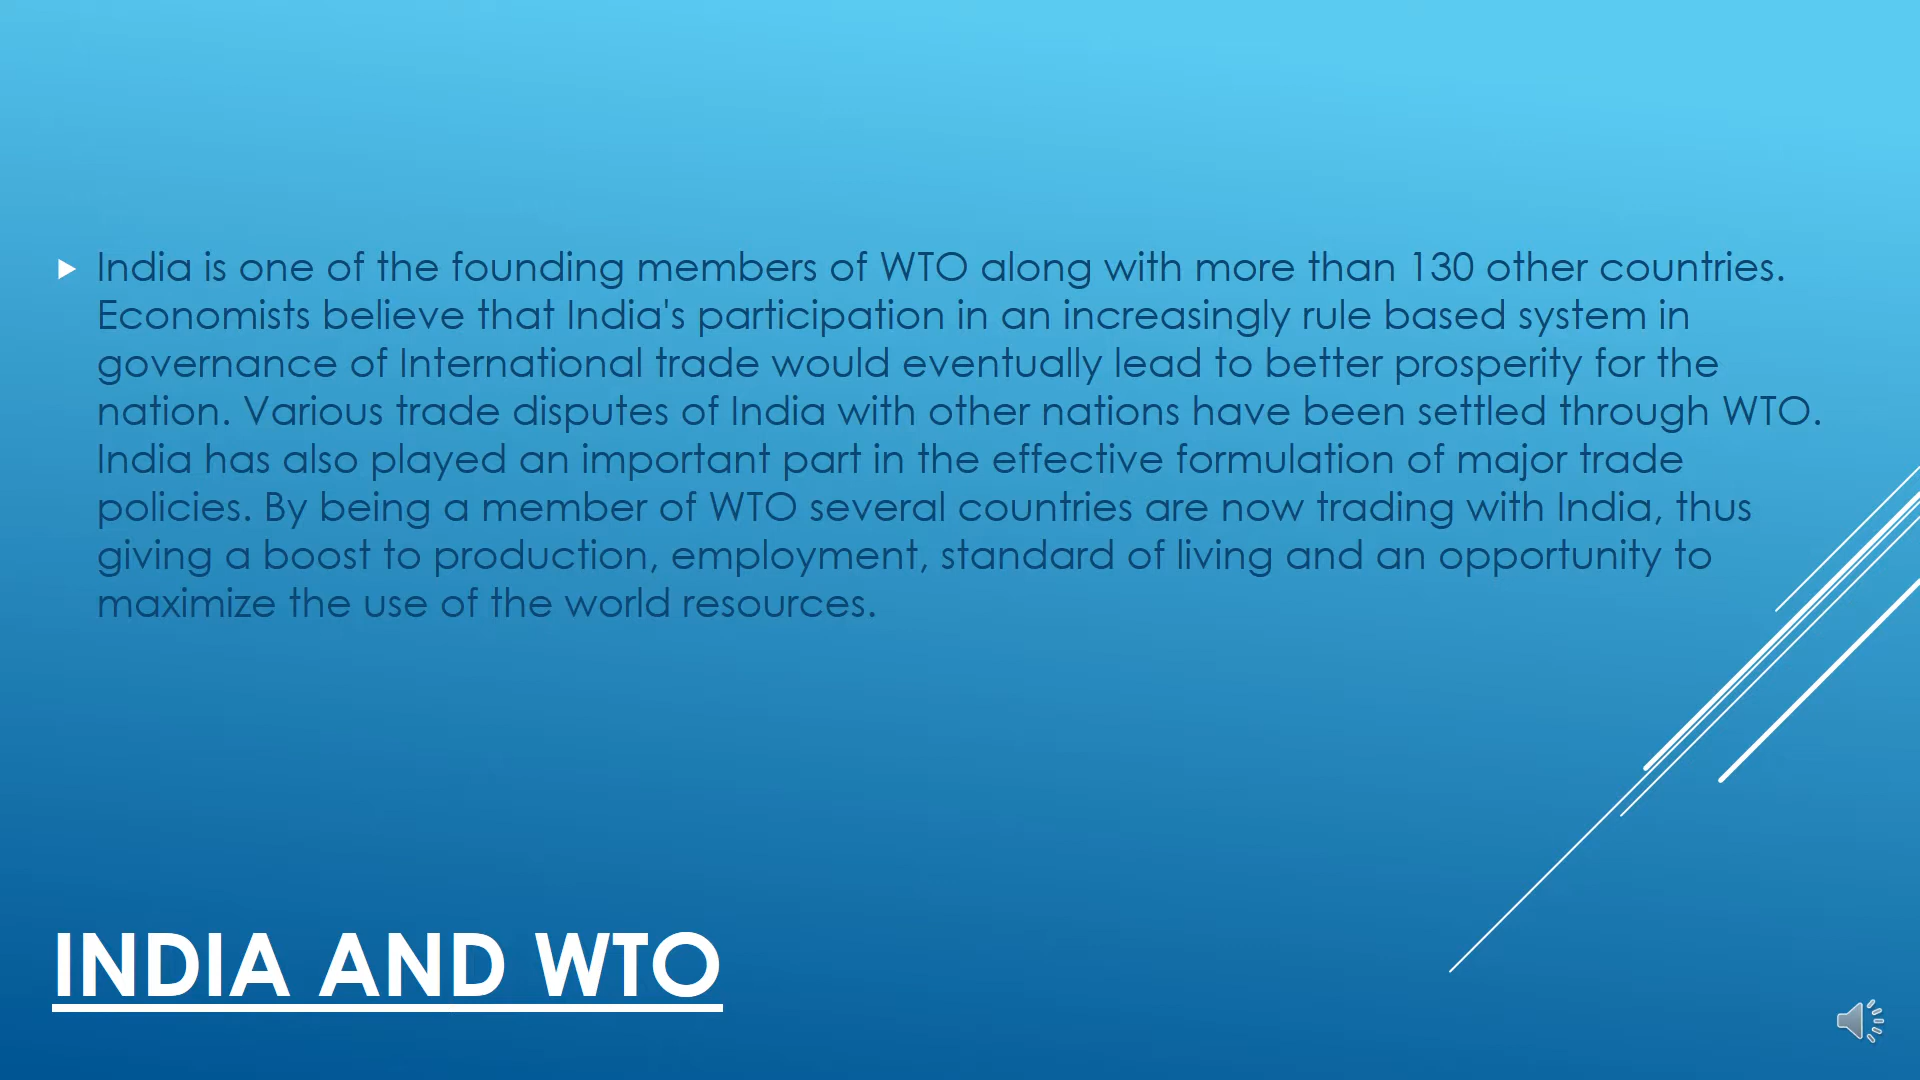 India is one of the founding members of WTO along with more than 130 other countries.
Economists believe that India's participation in an increasingly rule based system in
governance of International trade would eventually lead to better prosperity for the
nation. Various trade disputes of India with other nations have been settled through WTO.
India has also played an important part in the effective formulation of major trade
policies. By being a member of WTO several countries are now trading with India, thus
giving a boost to production, employment, standard of living and an opportunity to
maximize the use of the world resources.
INDIA AND WTO